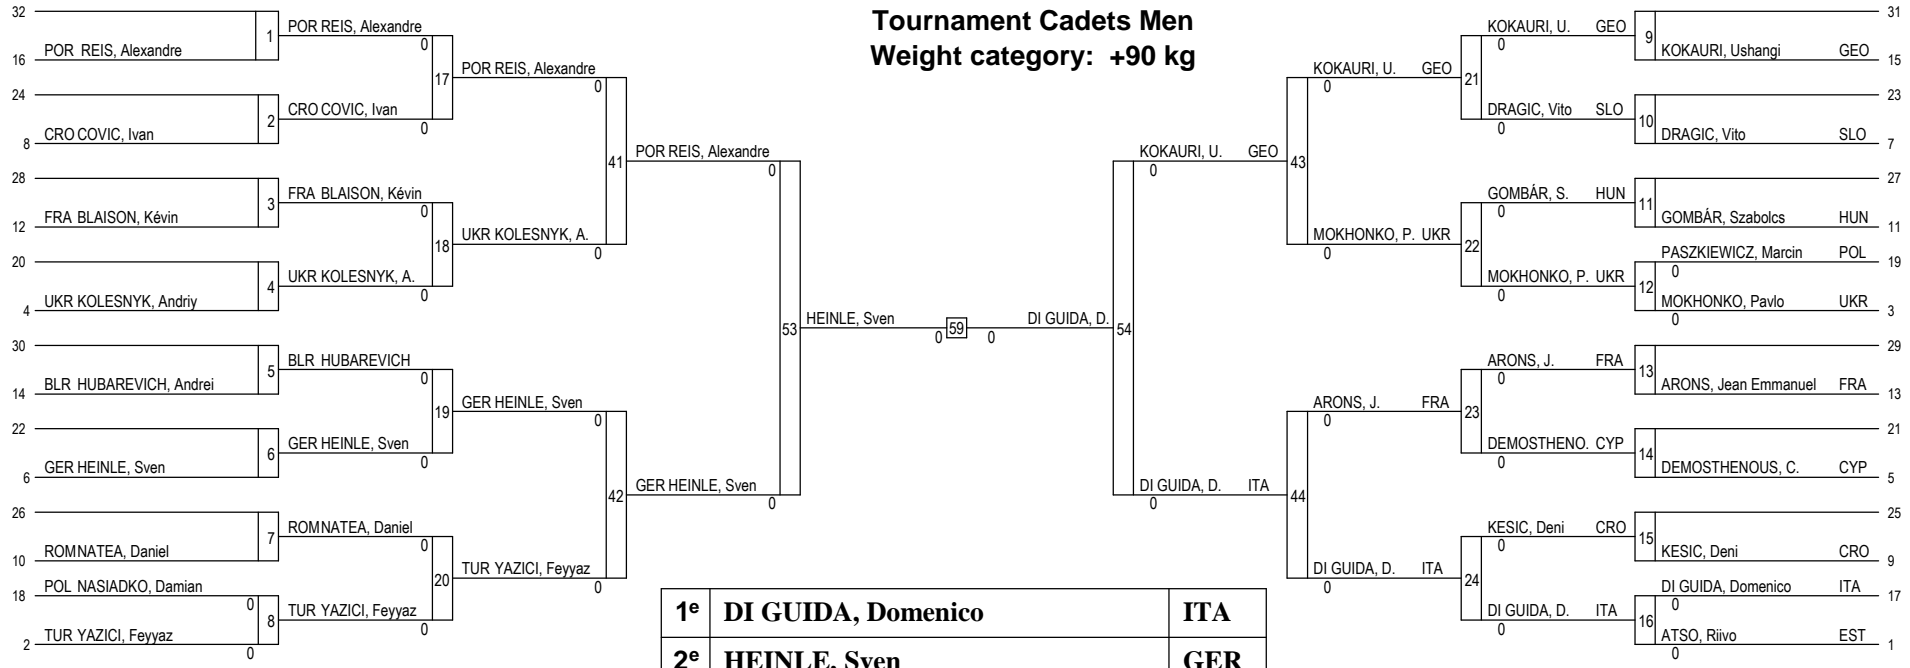 Tournament Cadets Men
Weight category: +90 kg
32
1
POR REIS, Alexandre
0
POR REIS, Alexandre
16
17
POR REIS, Alexandre
0
24
2
CRO COVIC, Ivan
0
CRO COVIC, Ivan
8
41
POR REIS, Alexandre
0
28
3
FRA BLAISON, Kévin
0
FRA BLAISON, Kévin
12
18
UKR KOLESNYK, A.
0
20
4
UKR KOLESNYK, A.
0
UKR KOLESNYK, Andriy
4
53
HEINLE, Sven
0
59
0
DI GUIDA, D.
54
30
5
BLR HUBAREVICH
0
BLR HUBAREVICH, Andrei
14
19
GER HEINLE, Sven
0
22
6
GER HEINLE, Sven
0
GER HEINLE, Sven
6
42
GER HEINLE, Sven
0
26
7
ROMNATEA, Daniel
0
ROMNATEA, Daniel
10
20
TUR YAZICI, Feyyaz
0
POL NASIADKO, Damian
18
0
8
TUR YAZICI, Feyyaz
0
TUR YAZICI, Feyyaz
2
0
KOKAURI, U. GEO
0
9
31
KOKAURI, Ushangi GEO
15
KOKAURI, U. GEO
0
21
DRAGIC, Vito SLO
0
10
23
DRAGIC, Vito SLO
7
KOKAURI, U. GEO
0
43
GOMBÁR, S. HUN
0
11
27
GOMBÁR, Szabolcs HUN
11
MOKHONKO, P. UKR
0
22
PASZKIEWICZ, Marcin POL
19
0
MOKHONKO, P. UKR
0
12
MOKHONKO, Pavlo UKR
3
0
ARONS, J. FRA
0
13
29
ARONS, Jean Emmanuel FRA
13
ARONS, J. FRA
0
23
DEMOSTHENO. CYP
0
14
21
DEMOSTHENOUS, C. CYP
5
DI GUIDA, D. ITA
0
44
KESIC, Deni CRO
0
15
25
KESIC, Deni CRO
9
DI GUIDA, D. ITA
0
24
DI GUIDA, Domenico ITA
17
0
DI GUIDA, D. ITA
0
16
ATSO, Riivo EST
1
0
1e DI GUIDA, Domenico ITA
2e HEINLE, Sven GER